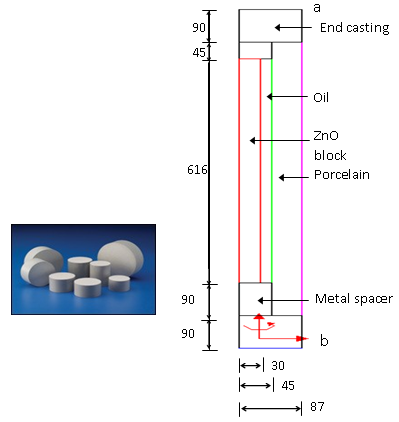 a
90
End casting
45
Oil
ZnO
block
616
Porcelain
90
Metal spacer
90
b
30
45
87